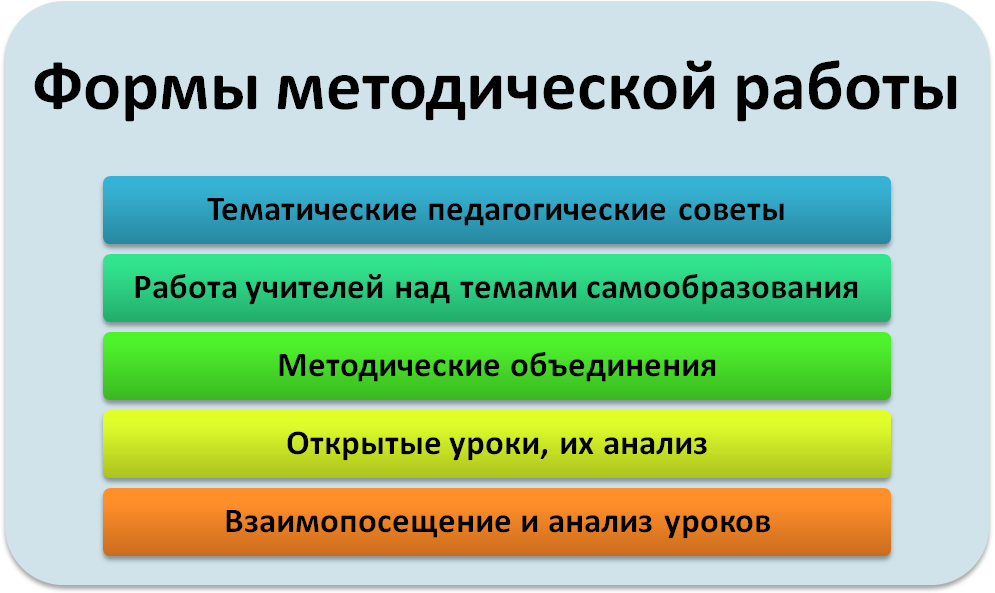 Формы методической работы
Тематические педагогические советы
Работа учителей над темами самообразования
Методические объединения
Открытые уроки, их анализ
Взаимопосещение и анализ уроков